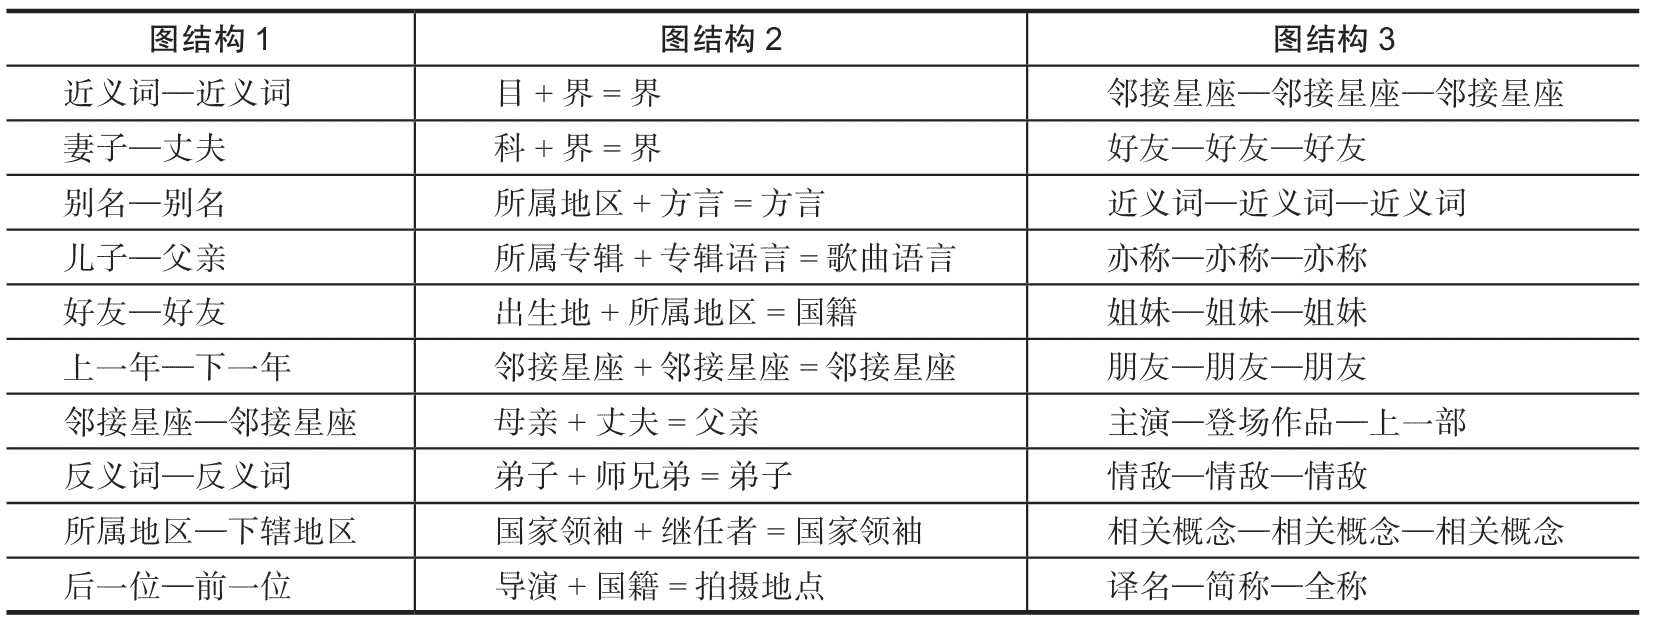 图结构 1 图结构 2 图结构 3
近义词—近义词 目 + 界 = 界 邻接星座—邻接星座—邻接星座
妻子—丈夫 科 + 界 = 界 好友—好友—好友
别名—别名 所属地区 + 方言 = 方言 近义词—近义词—近义词
儿子—父亲 所属专辑 + 专辑语言 = 歌曲语言 亦称—亦称—亦称
好友—好友 出生地 + 所属地区 = 国籍 姐妹—姐妹—姐妹
上一年—下一年 邻接星座 + 邻接星座 = 邻接星座 朋友—朋友—朋友
邻接星座—邻接星座 母亲 + 丈夫 = 父亲 主演—登场作品—上一部
反义词—反义词 弟子 + 师兄弟 = 弟子 情敌—情敌—情敌
所属地区—下辖地区 国家领袖 + 继任者 = 国家领袖 相关概念—相关概念—相关概念
后一位—前一位 导演 + 国籍 = 拍摄地点 译名—简称—全称